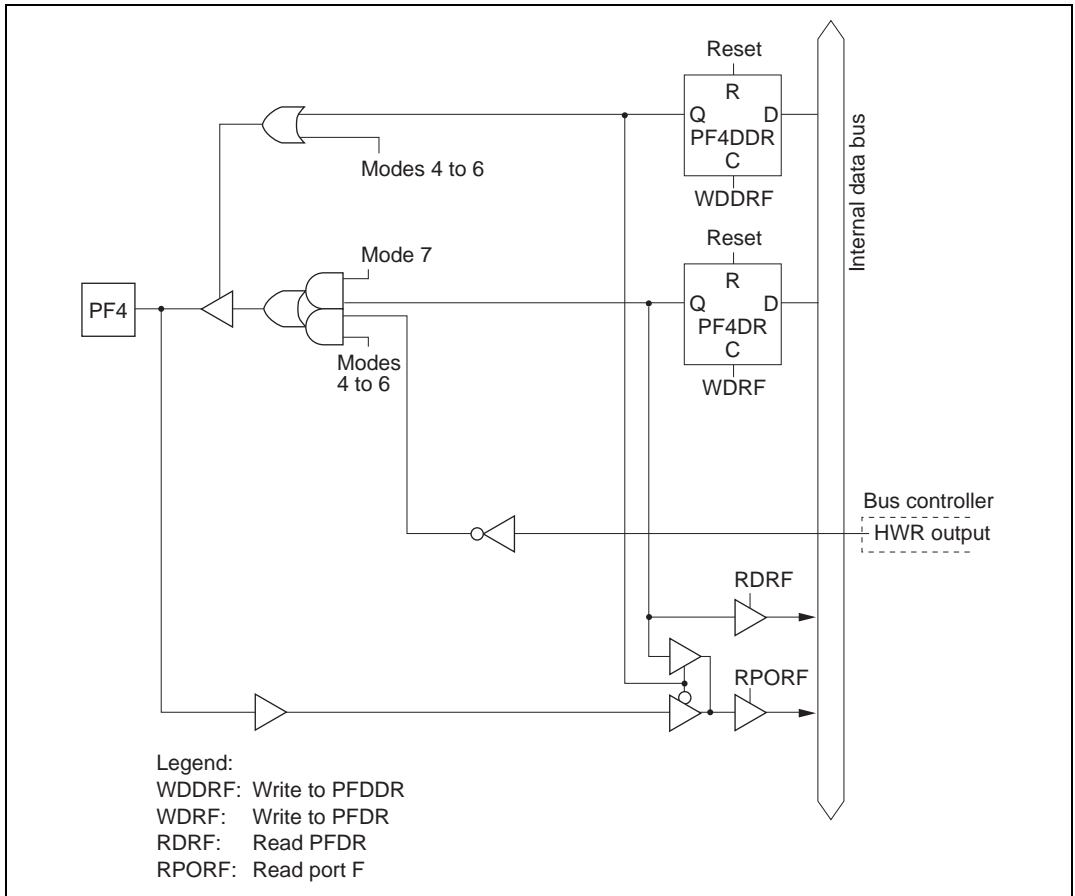 Reset
R
Q D
PF4DDR
C
WDDRF
Modes 4 to 6
Internal data bus
Reset
R
Q D
PF4DR
C
WDRF
Mode 7
PF4
Modes
4 to 6
Bus controller
HWR output
RDRF
RPORF
Legend:
WDDRF: Write to PFDDR
WDRF: Write to PFDR
RDRF: Read PFDR
RPORF: Read port F